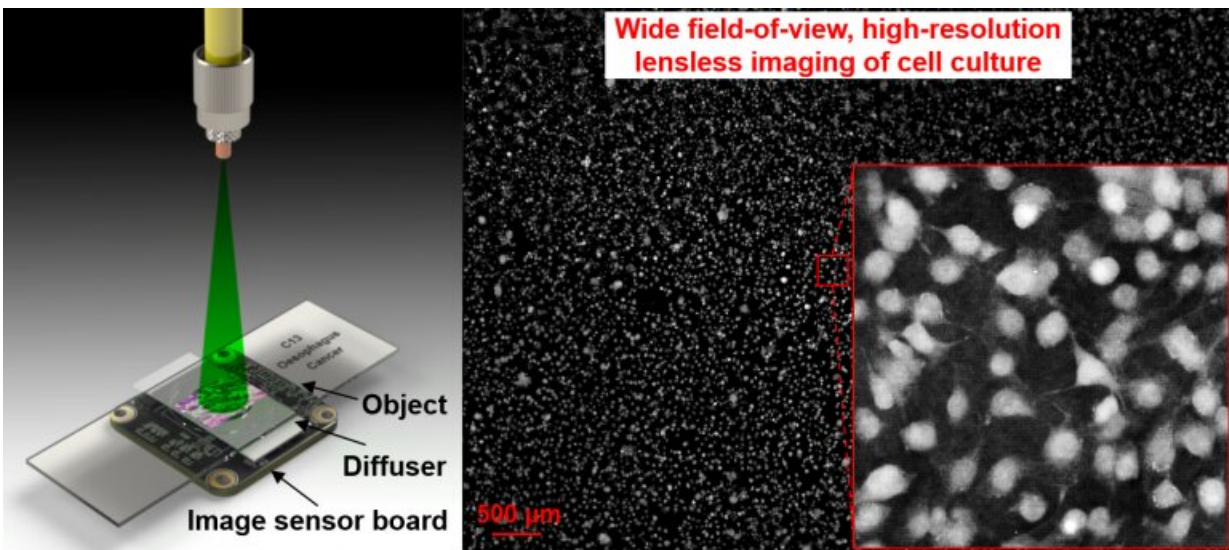 Wide field-of-view, high-resolution
lensless imaging of cell culture
C13
Oesophagus
Cancer
Object
Diffuser
Image sensor board
500 µm